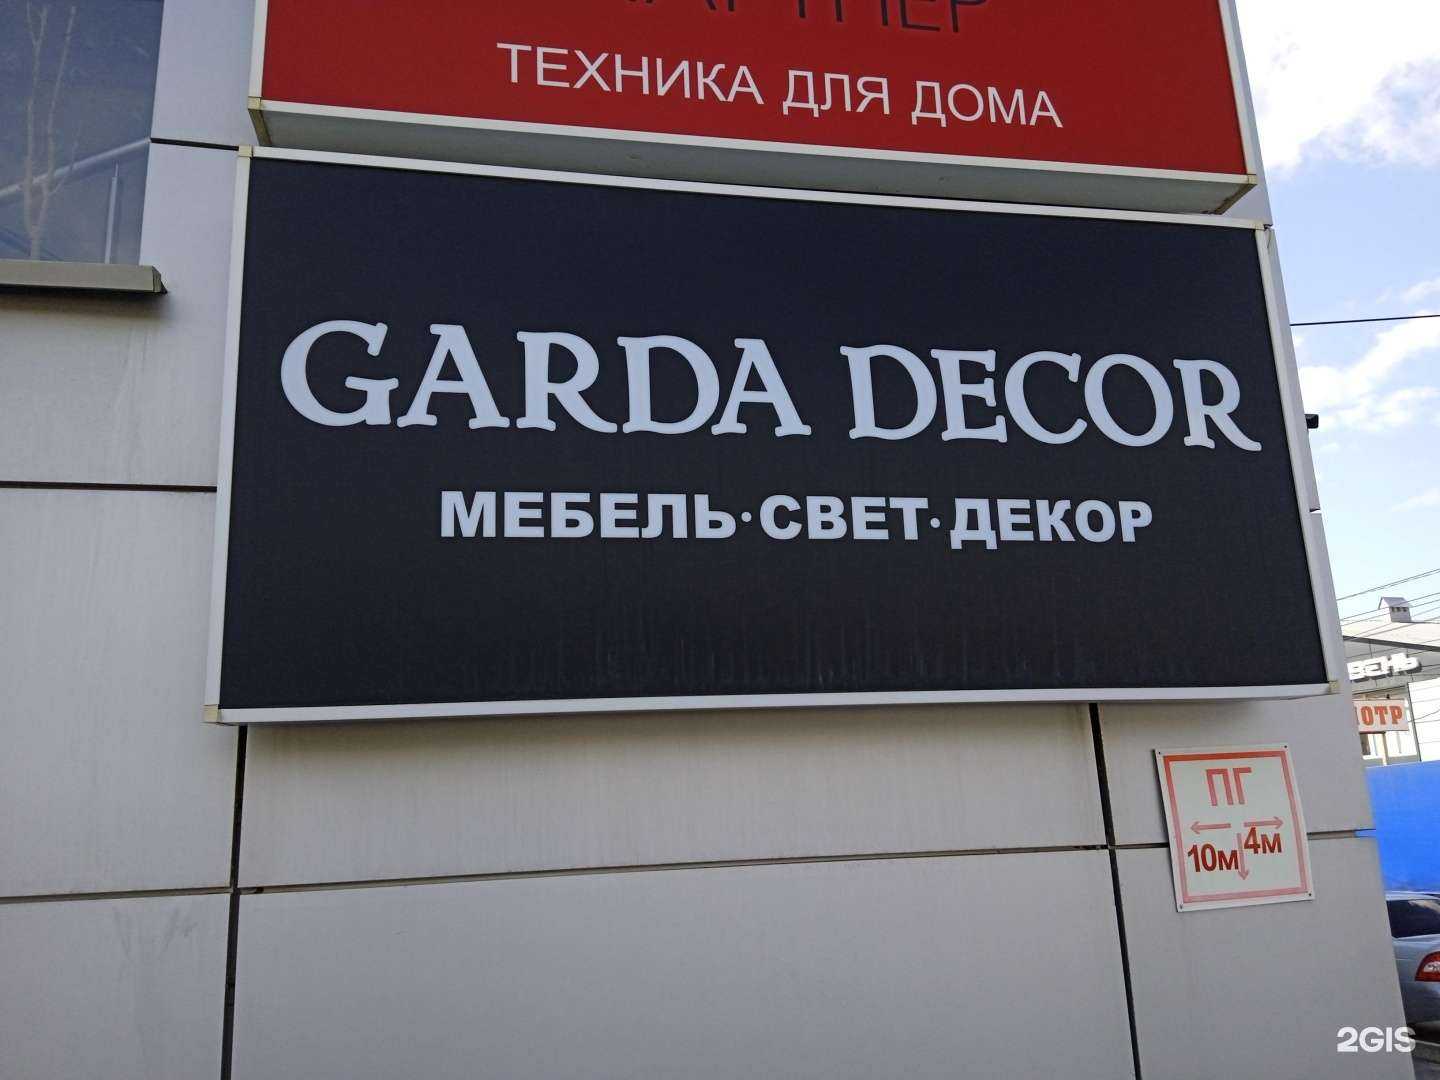 ТЕХНИКА ДЛЯ ДОМА
GARDA DECOR
МЕБЕЛЬ·СВЕТ·ДЕКОР
ПГ
10м 4м
2GIS